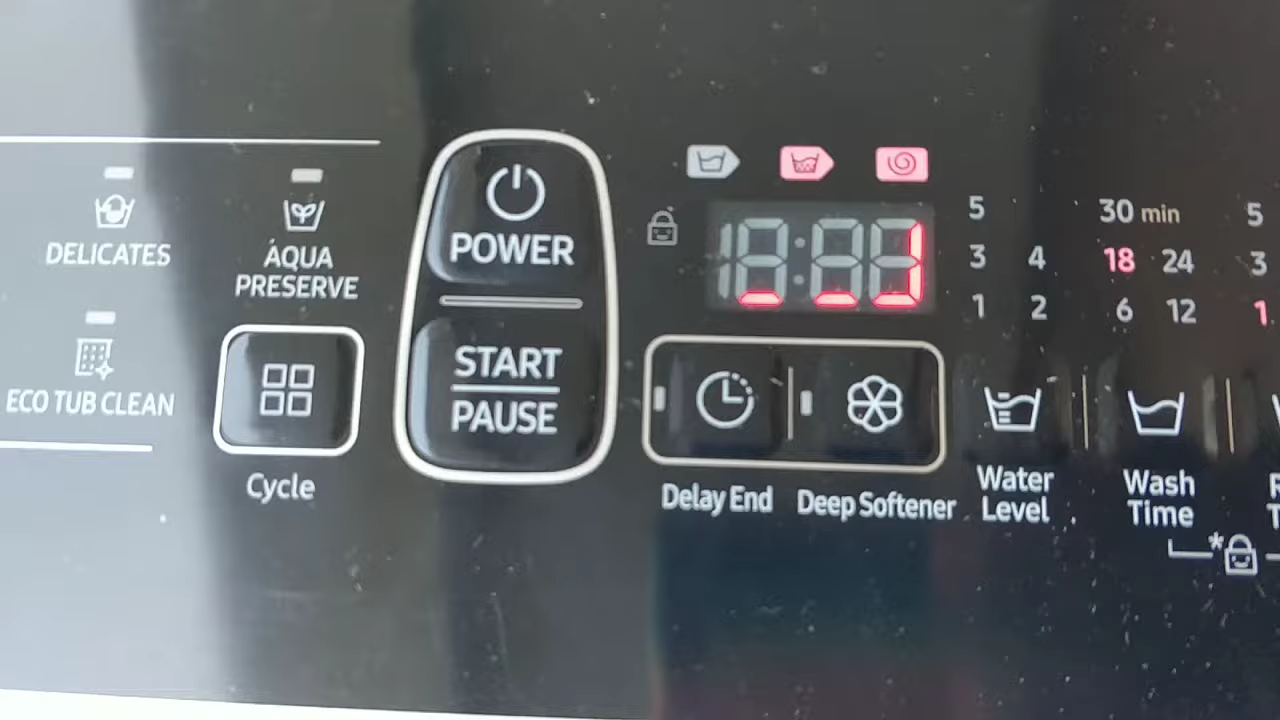 DELICATES
AQUA
PRESERVE
ECO TUB CLEAN
Cycle
POWER
START
PAUSE
Delay End
Deep Softener
5
3 4
1 2
Water
Level
30 min
18 24
6 12
Wash
Time
*
5
3
1